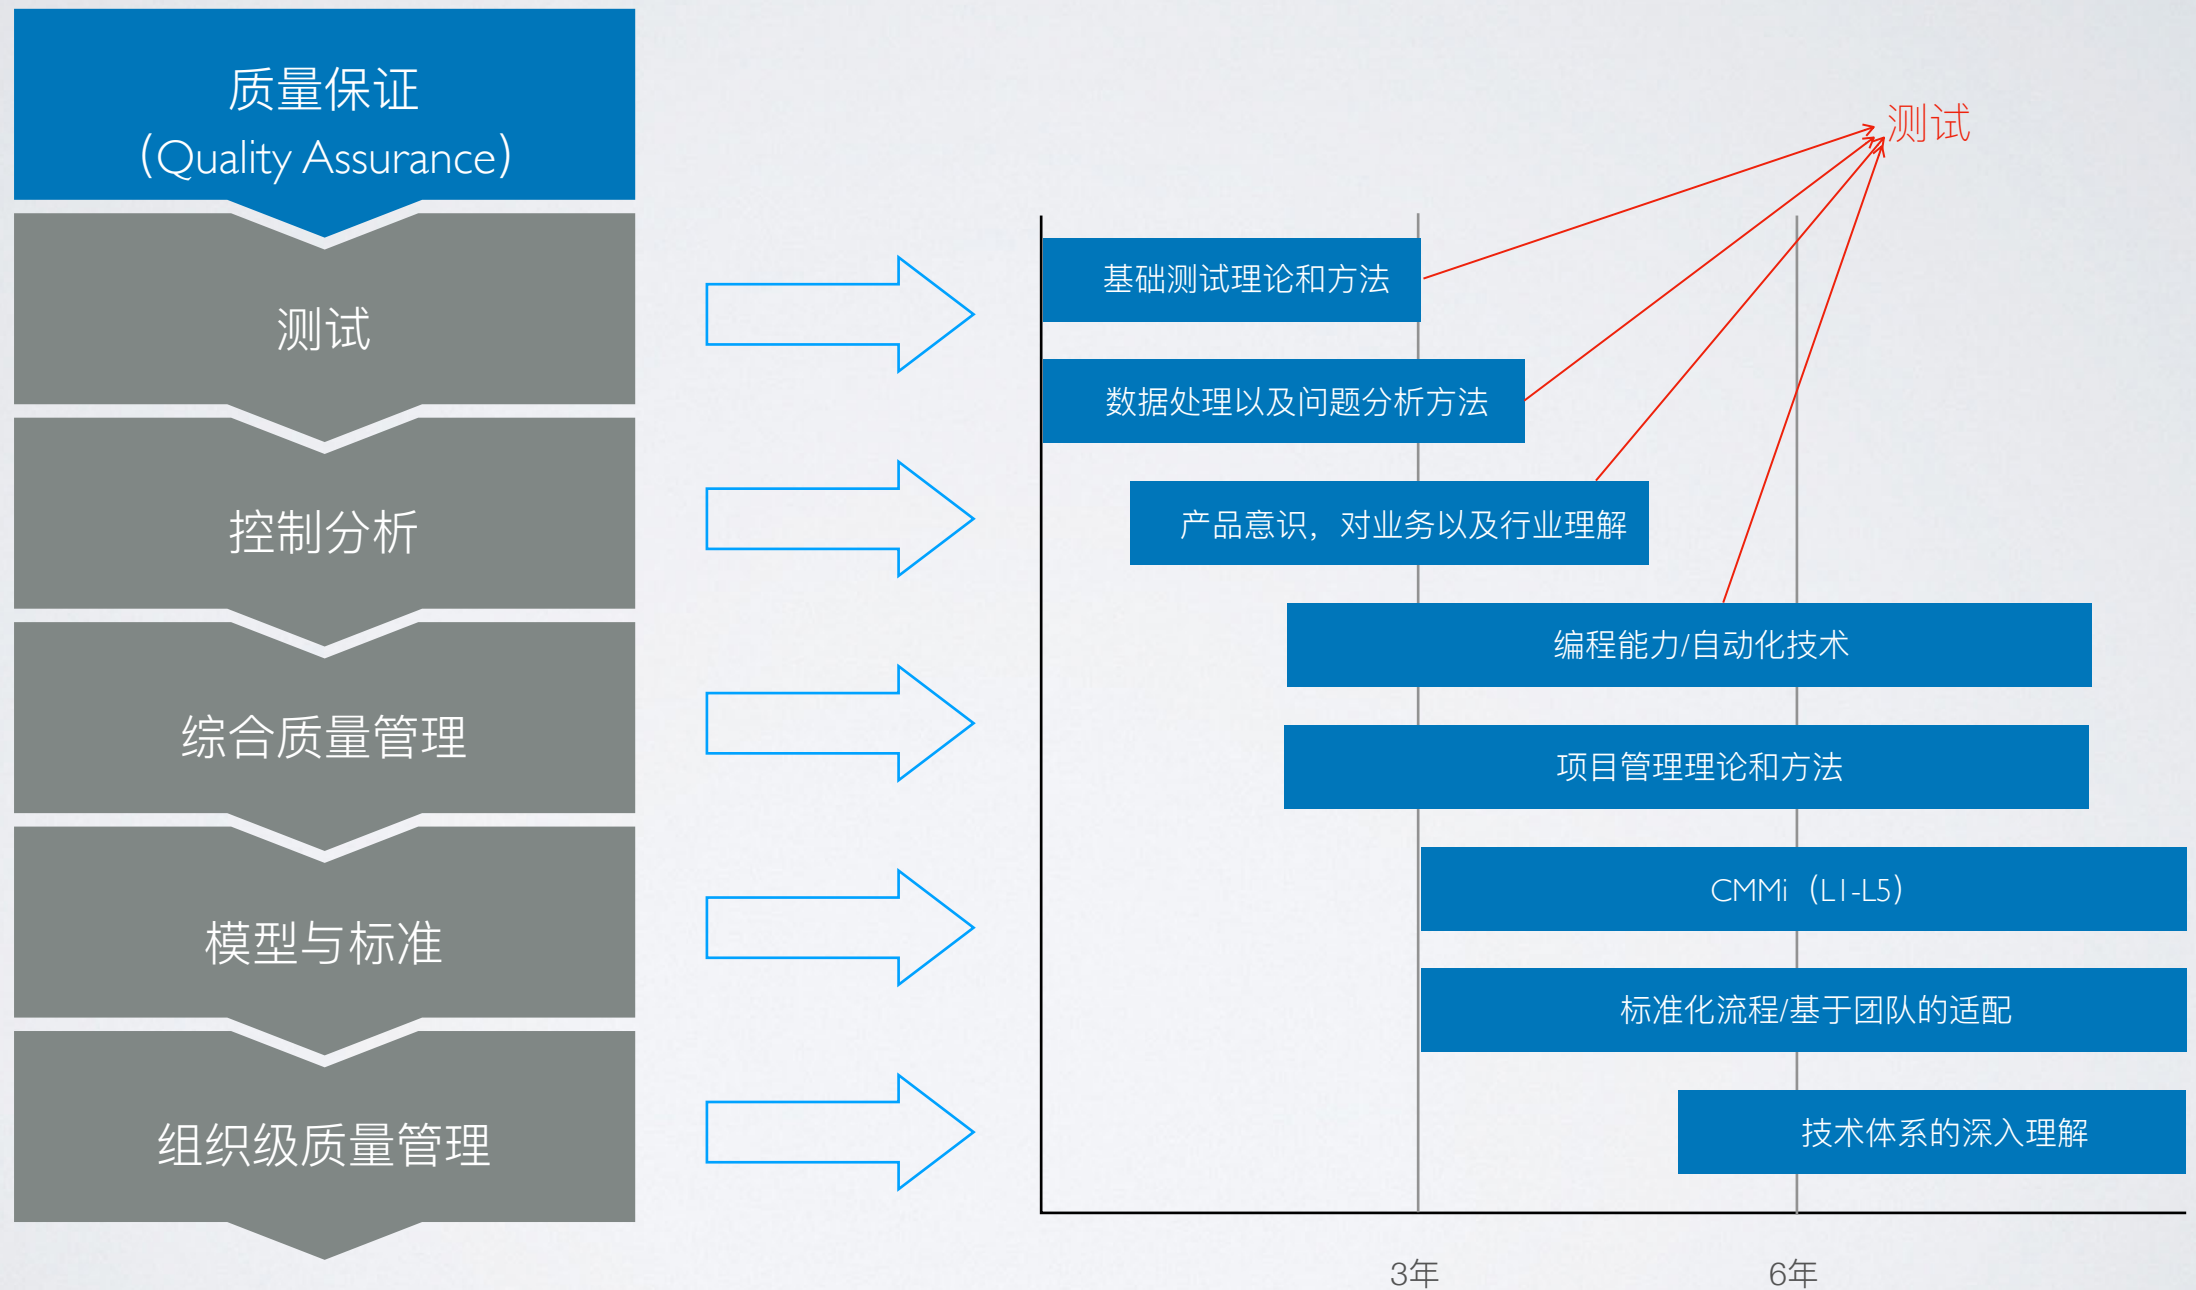 质量保证
（Quality Assurance）
测试
控制分析
综合质量管理
模型与标准
组织级质量管理
测试
基础测试理论和方法
数据处理以及问题分析方法
产品意识，对业务以及行业理解
编程能力/自动化技术
项目管理理论和方法
CMMi（L1-L5）
标准化流程/基于团队的适配
技术体系的深入理解
3年
6年